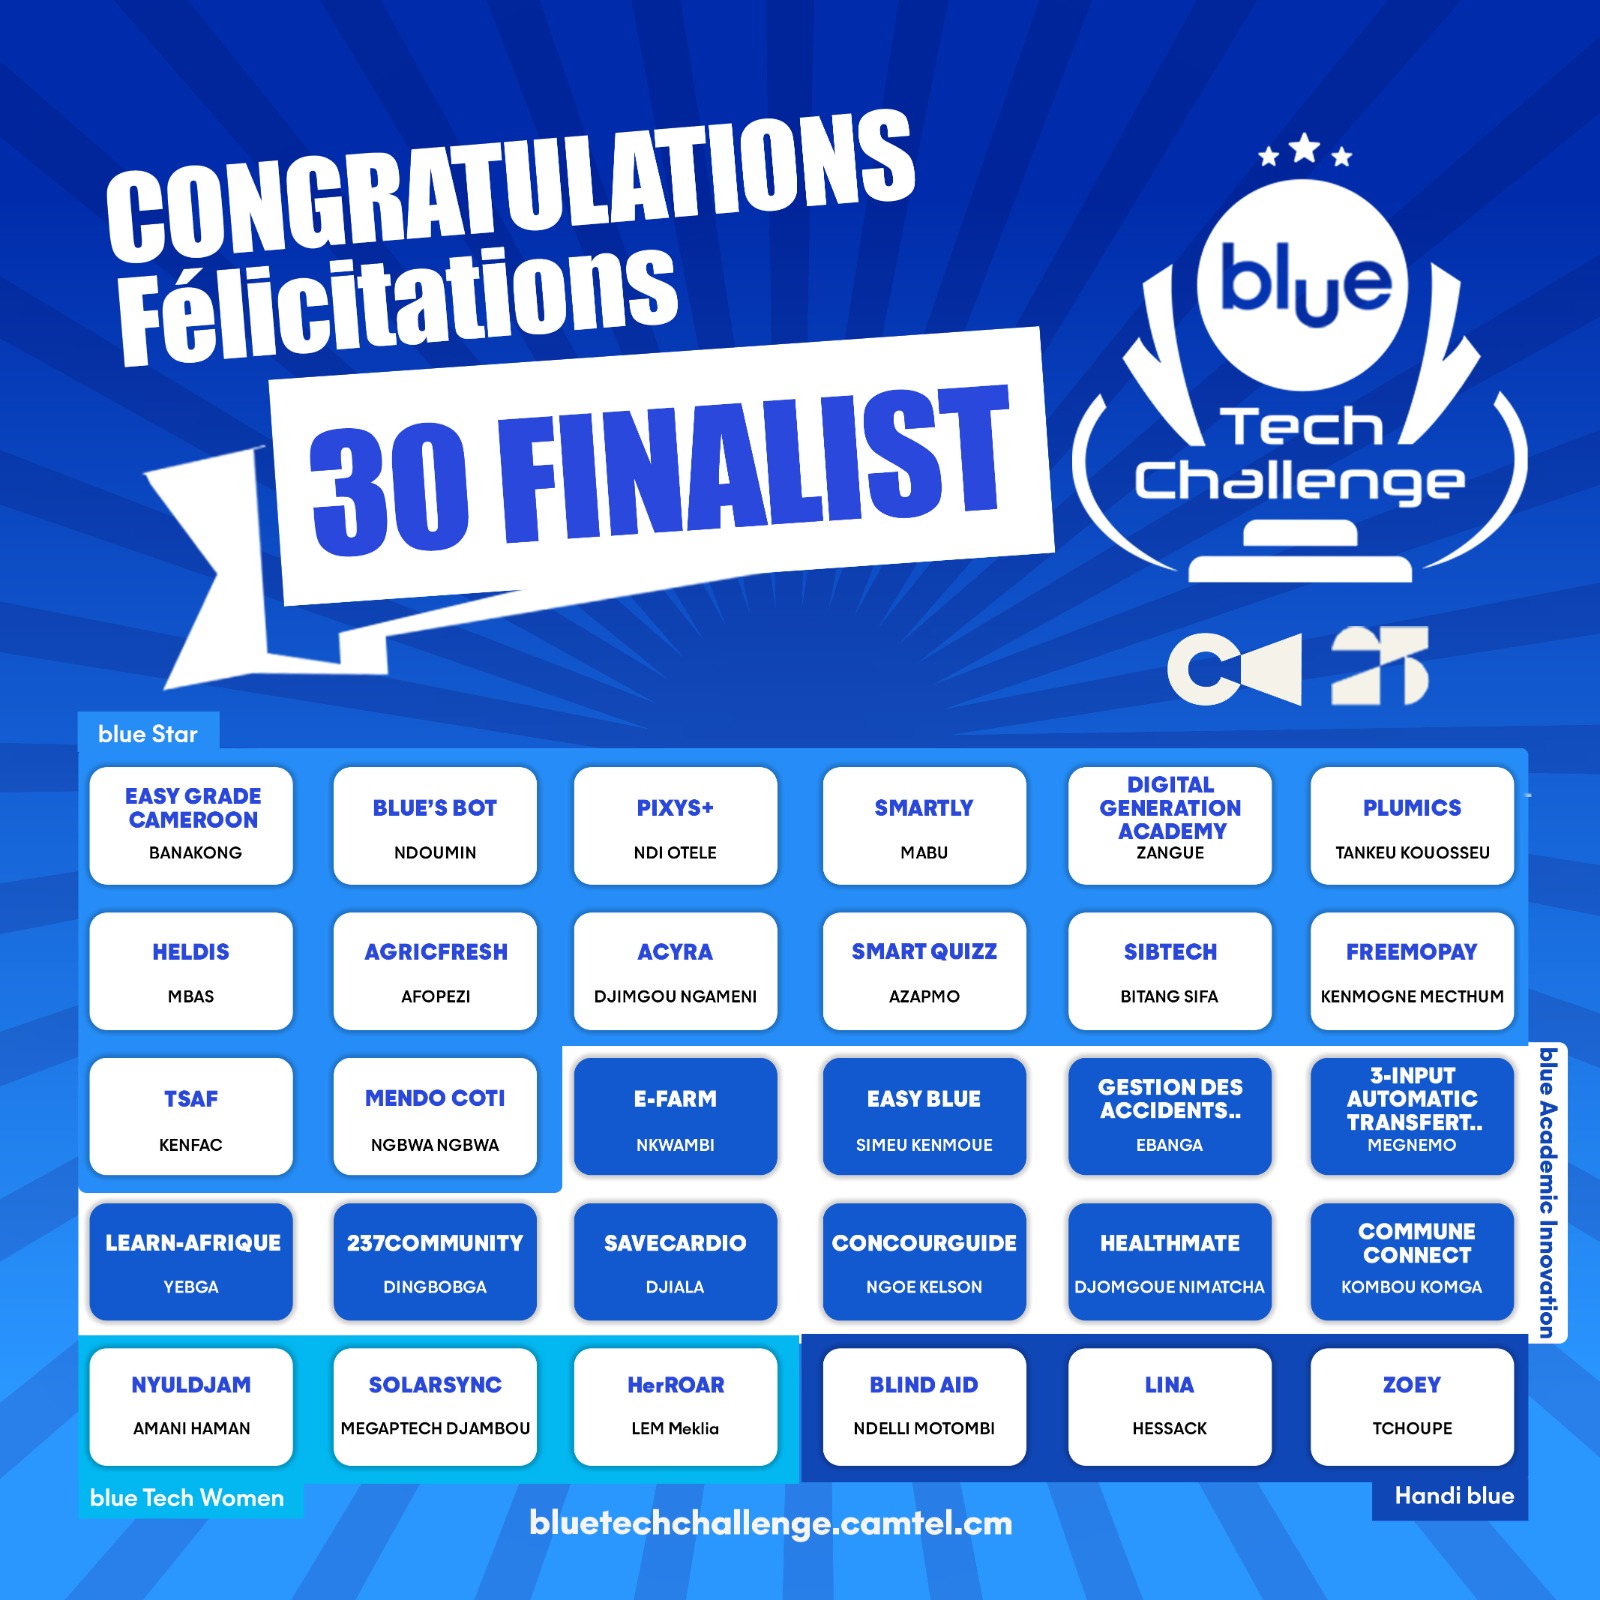 CONGRATULATIONS
Félicitations
30 FINALIST
blue
Tech
Challenge
blue Star
EASY GRADE
CAMEROON
BANAKONG
BLUE'S BOT
NDOUMIN
PIXYS+
NDI OTELE
SMARTLY
MABU
DIGITAL
GENERATION
ACADEMY
ZANGUE
PLUMICS
TANKEU KOUOSSEU
HELDIS
MBAS
AGRICFRESH
AFOPEZI
ACYRA
DJIMGOU NGAMENI
SMART QUIZZ
AZAPMO
SIBTECH
BITANG SIFA
FREEMOPAY
KENMOGNE MECTHUM
TSAF
KENFAC
MENDO COTI
NGBWA NGBWA
E-FARM
NKWAMBI
EASY BLUE
SIMEU KENMOUE
GESTION DES
ACCIDENTS..
EBANGA
3-INPUT
AUTOMATIC
TRANSFERT..
MEGNEMO
blue Academic Innovation
LEARN-AFRIQUE
YEBGA
237COMMUNITY
DINGBOBGA
SAVECARDIO
DJIALA
CONCOURGUIDE
NGOE KELSON
HEALTHMATE
DJOMGOUE NIMATCHA
COMMUNE
CONNECT
KOMBOU KOMGA
NYULDJAM
AMANI HAMAN
SOLARSYNC
MEGAPTECH DJAMBOU
HerROAR
LEM Meklia
BLIND AID
NDELLI MOTOMBI
LINA
HESSACK
ZOEY
TCHOUPE
blue Tech Women
Handi blue
bluetechchallenge.camtel.cm